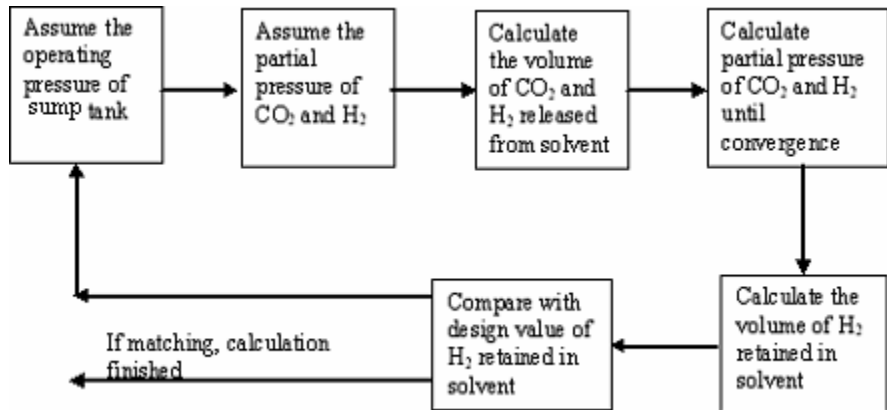 Assume the
operating
pressure of
sump tank
Assume the
partial
pressure of
CO₂ and H₂
Calculate
the volume
of CO₂ and
H₂ released
from solvent
Calculate
partial pressure
of CO₂ and H₂
until
convergence
Calculate the
volume of H₂
retained in
solvent
Compare with
design value of
H₂ retained in
solvent
If matching, calculation
finished